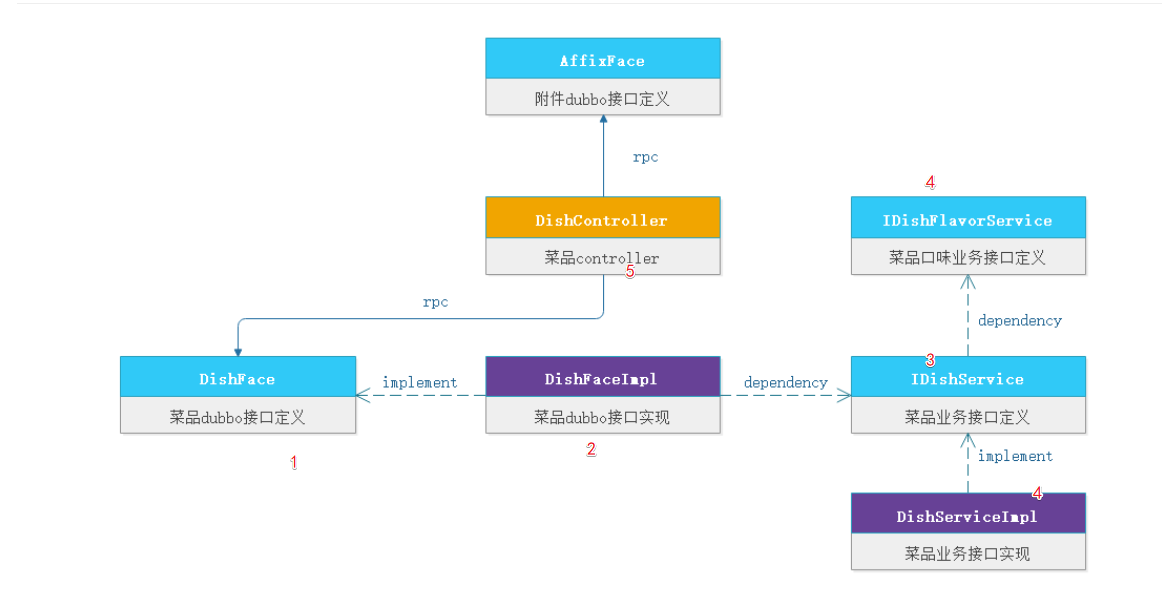 AffixFace
附件dubbo接口定义
rpc
4
DishController
菜品controller
5
IDishFlavorService
菜品口味业务接口定义
rpc
dependency
DishFace
菜品dubbo接口定义
1
implement
DishFaceImpl
菜品dubbo接口实现
2
dependency
3
IDishService
菜品业务接口定义
implement
4
DishServiceImpl
菜品业务接口实现